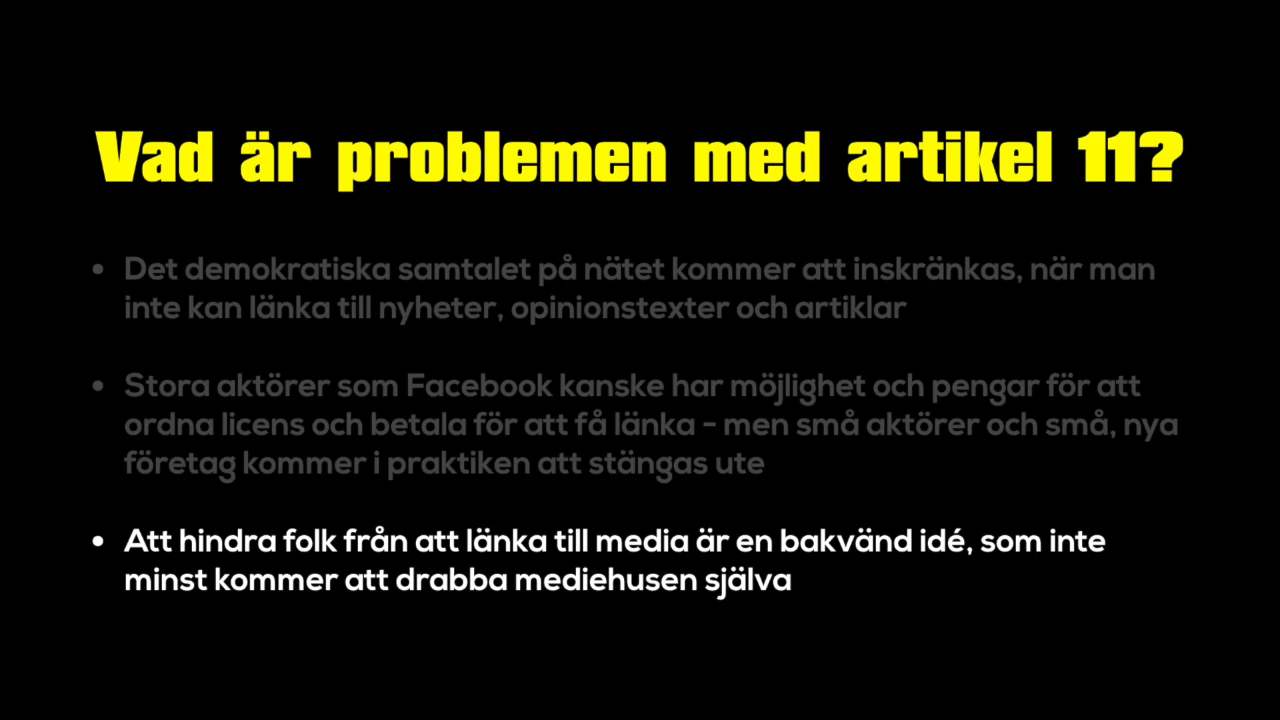 Vad är problemen med artikel 11?
• Det demokratiska samtalet på nätet kommer att inskränkas, när man
inte kan länka till nyheter, opinionstexter och artiklar
• Stora aktörer som Facebook kanske har möjlighet och pengar för att
ordna licens och betala för att få länka - men små aktörer och små, nya
företag kommer i praktiken att stängas ute
• Att hindra folk från att länka till media är en bakvänd idé, som inte
minst kommer att drabba mediehusen själva